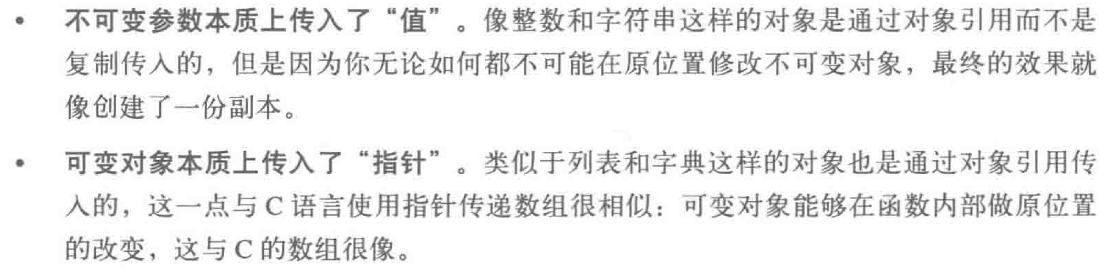 • 不可变参数本质上传入了“值”。像整数和字符串这样的对象是通过对象引用而不是
复制传入的，但是因为你无论如何都不可能在原位置修改不可变对象，最终的效果就
像创建了一份副本。
• 可变对象本质上传入了“指针”。类似于列表和字典这样的对象也是通过对象引用传
入的，这一点与 C 语言使用指针传递数组很相似：可变对象能够在函数内部做原位置
的改变，这与 C 的数组很像。